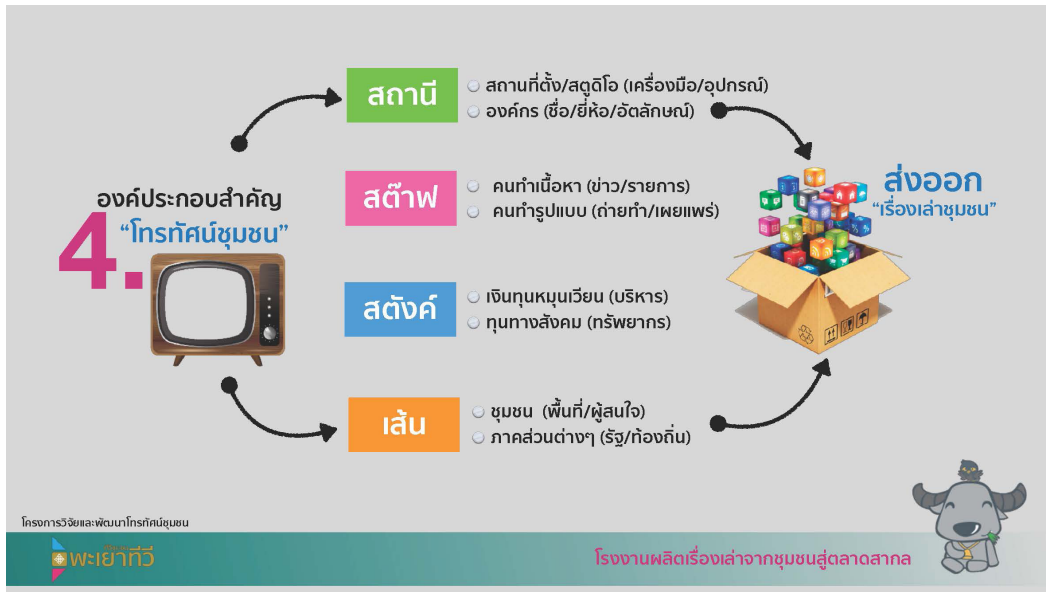 องค์ประกอบสำคัญ
4.
“โทรทัศน์ชุมชน”
สถานี
สถานที่ตั้ง/สตูดิโอ (เครื่องมือ/อุปกรณ์)
องค์กร (ชื่อ/ยี่ห้อ/อัตลักษณ์)
สต๊าฟ
คนทำเนื้อหา (ข่าว/รายการ)
คนทำรูปแบบ (ถ่ายทำ/เผยแพร่)
สตังค์
เงินทุนหมุนเวียน (บริหาร)
ทุนทางสังคม (ทรัพยากร)
เส้น
ชุมชน (พื้นที่/ผู้สนใจ)
ภาคส่วนต่างๆ (รัฐ/ท้องถิ่น)
ส่งออก
“เรื่องเล่าชุมชน”
โครงการวิจัยและพัฒนาโทรทัศน์ชุมชน
พะเยาทีวี
โรงงานผลิตเรื่องเล่าจากชุมชนสู่ตลาดสากล